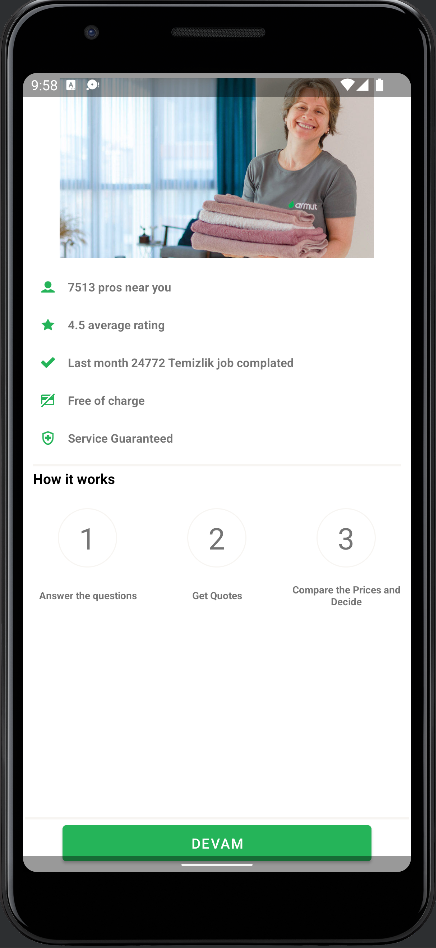 9:58
armut
7513 pros near you
4.5 average rating
Last month 24772 Temizlik job complated
Free of charge
Service Guaranteed
How it works
1 2 3
Answer the questions Get Quotes Compare the Prices and
Decide
DEVAM